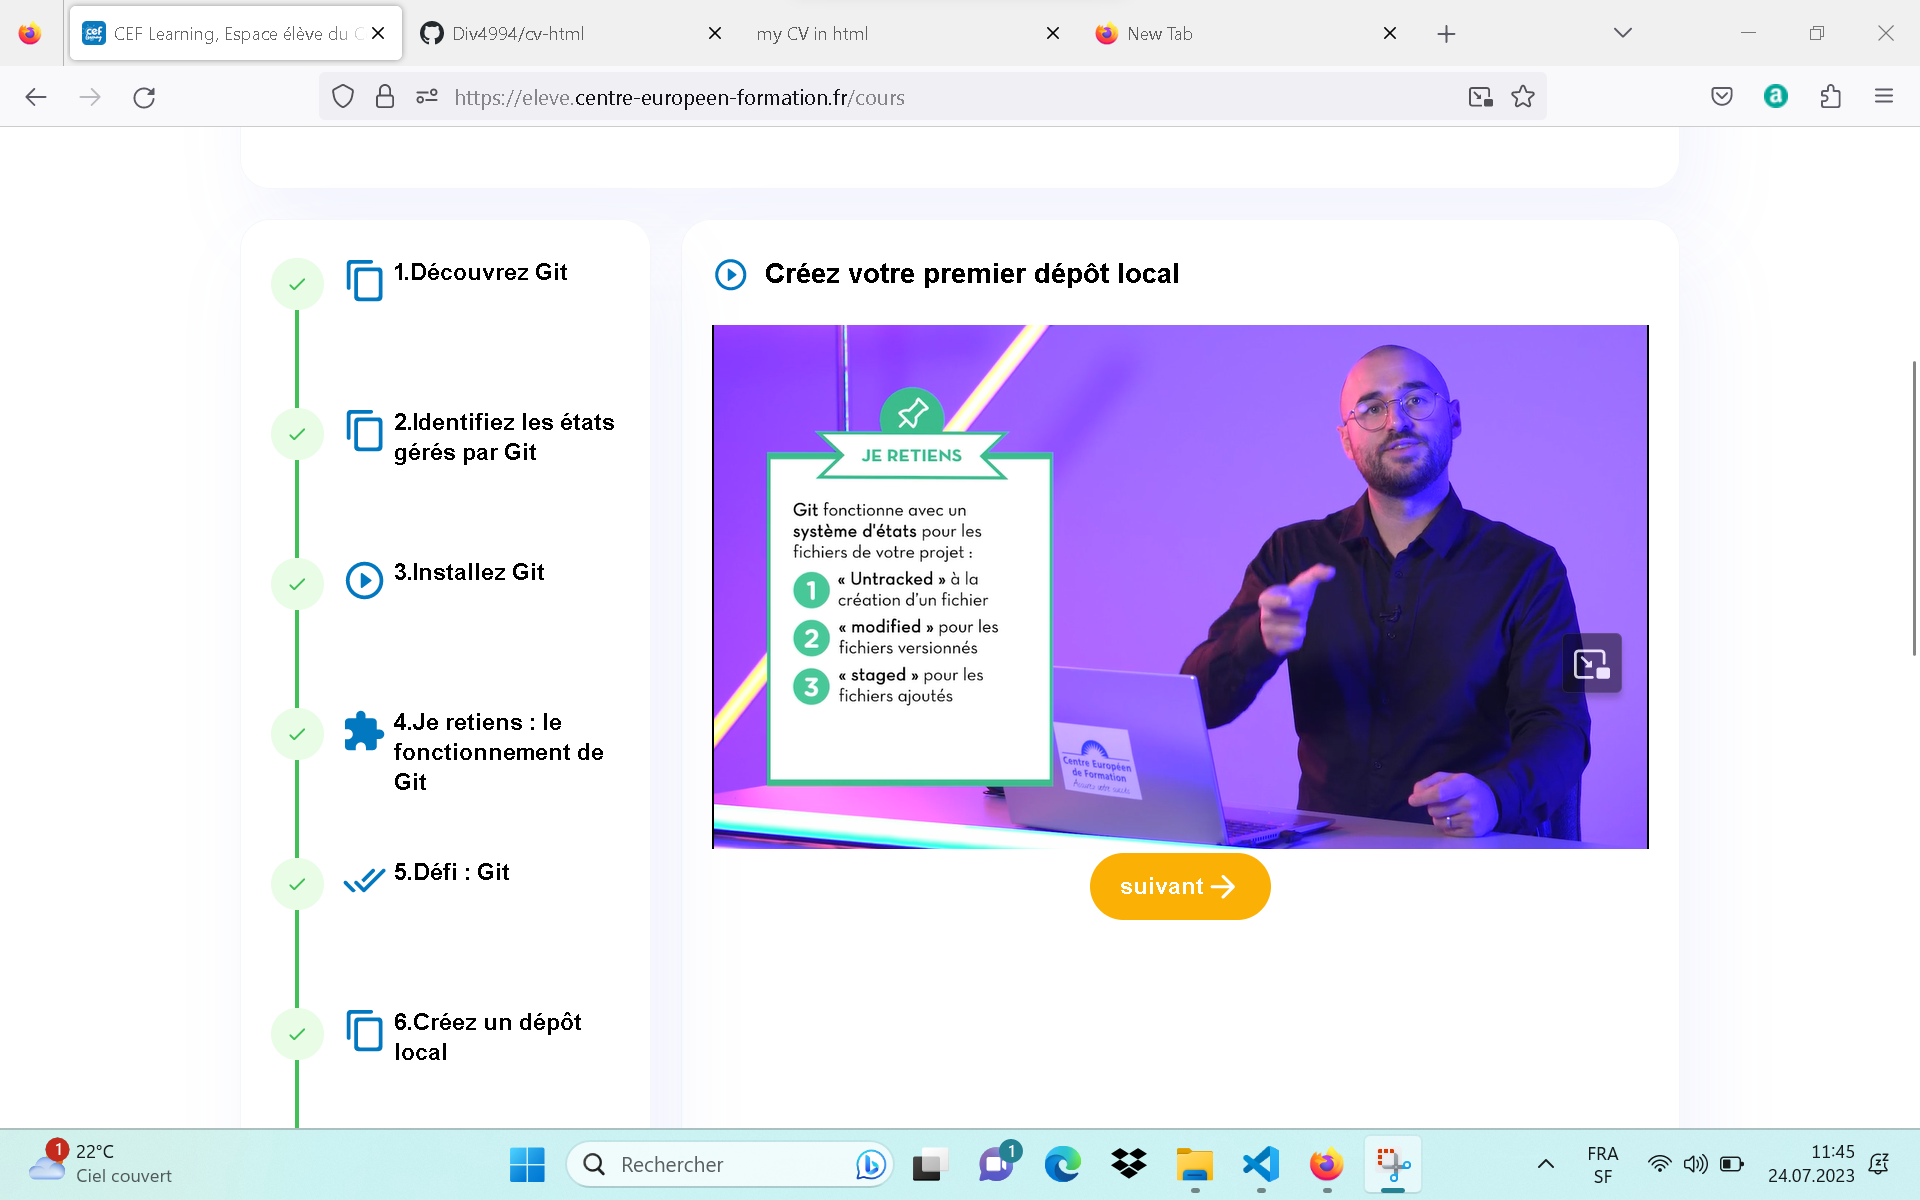 CEF Learning, Espace élève du C
Div4994/cv-html
my CV in html
New Tab
https://eleve.centre-europeen-formation.fr/cours
1.Découvrez Git
2.Identifiez les états
gérés par Git
3.Installez Git
4.Je retiens : le
fonctionnement de
Git
5.Défi : Git
6.Créez un dépôt
local
Créez votre premier dépôt local
JE RETIENS
Git fonctionne avec un
système d'états pour les
fichiers de votre projet :
1 « Untracked » à la
création d'un fichier
2 « modified » pour les
fichiers versionnés
3 « staged » pour les
fichiers ajoutés
Centre Européen
de Formation
Assurez votre succès
suivant
1
22°C
Ciel couvert
Rechercher
1
FRA
SF
11:45
24.07.2023